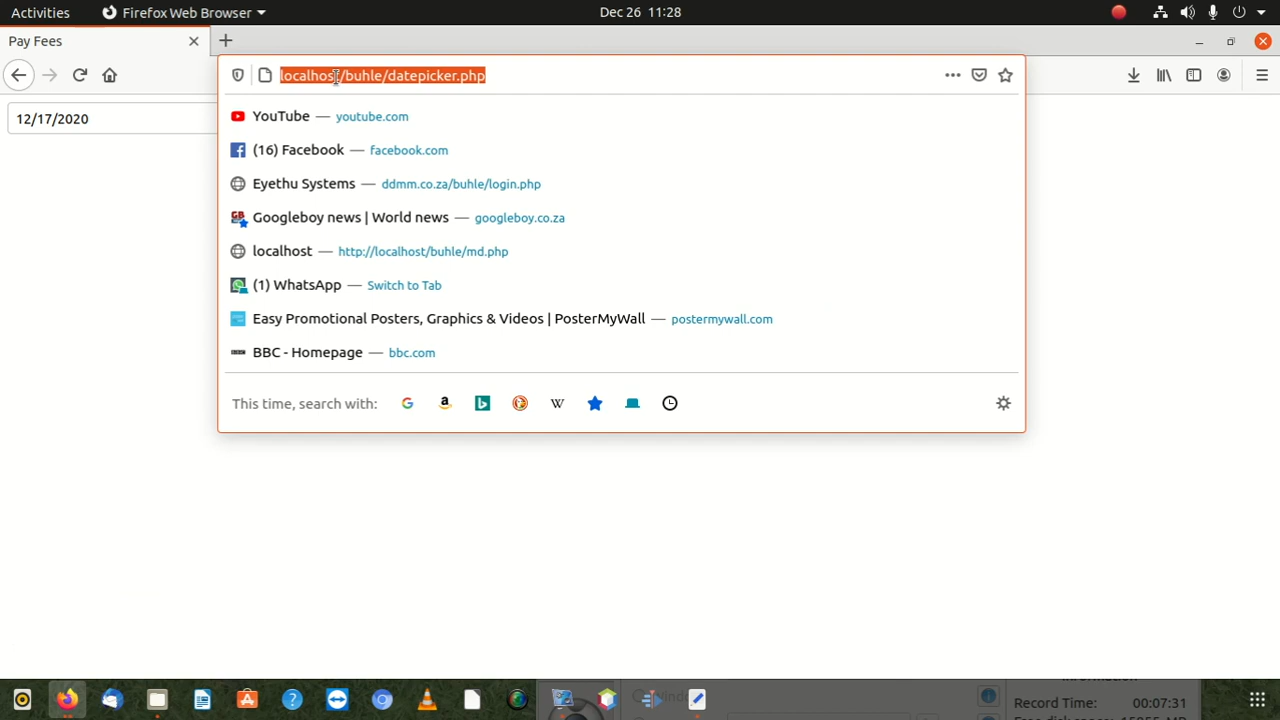 Activities Firefox Web Browser Dec 26 11:28
Pay Fees
localhost/buhle/datepicker.php
12/17/2020
YouTube — youtube.com
(16) Facebook — facebook.com
Eyethu Systems — ddmm.co.za/buhle/login.php
Googleboy news | World news — googleboy.co.za
localhost — http://localhost/buhle/md.php
(1) WhatsApp — Switch to Tab
Easy Promotional Posters, Graphics & Videos | PosterMyWall — postermywall.com
BBC - Homepage — bbc.com
This time, search with:
Record Time: 00:07:31